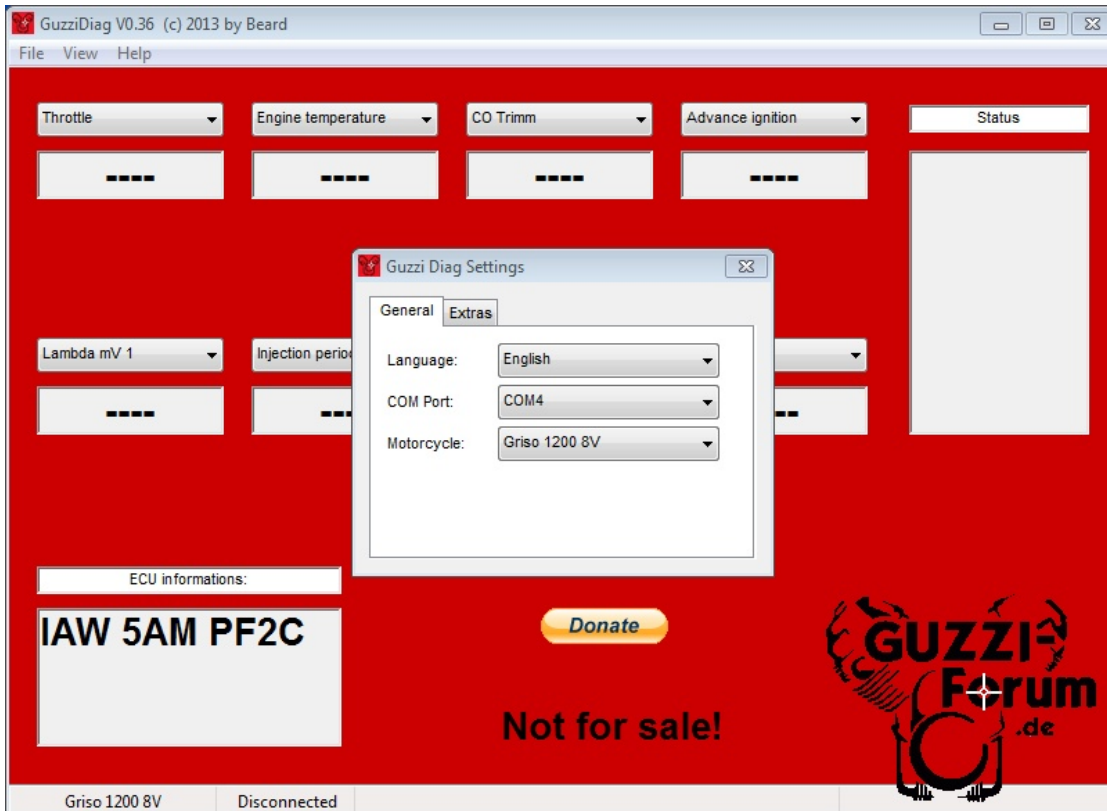 GuzziDiag V0.36 (c) 2013 by Beard
File View Help
Throttle
Engine temperature
CO Trimm
Advance ignition
Status
----
----
----
----
Guzzi Diag Settings
General
Extras
Language:
English
COM Port:
COM4
Motorcycle:
Griso 1200 8V
Lambda mV 1
Injection
----
ECU informations:
IAW 5AM PF2C
Donate
Not for sale!
GUZZI-
Forum
.de
Griso 1200 8V
Disconnected